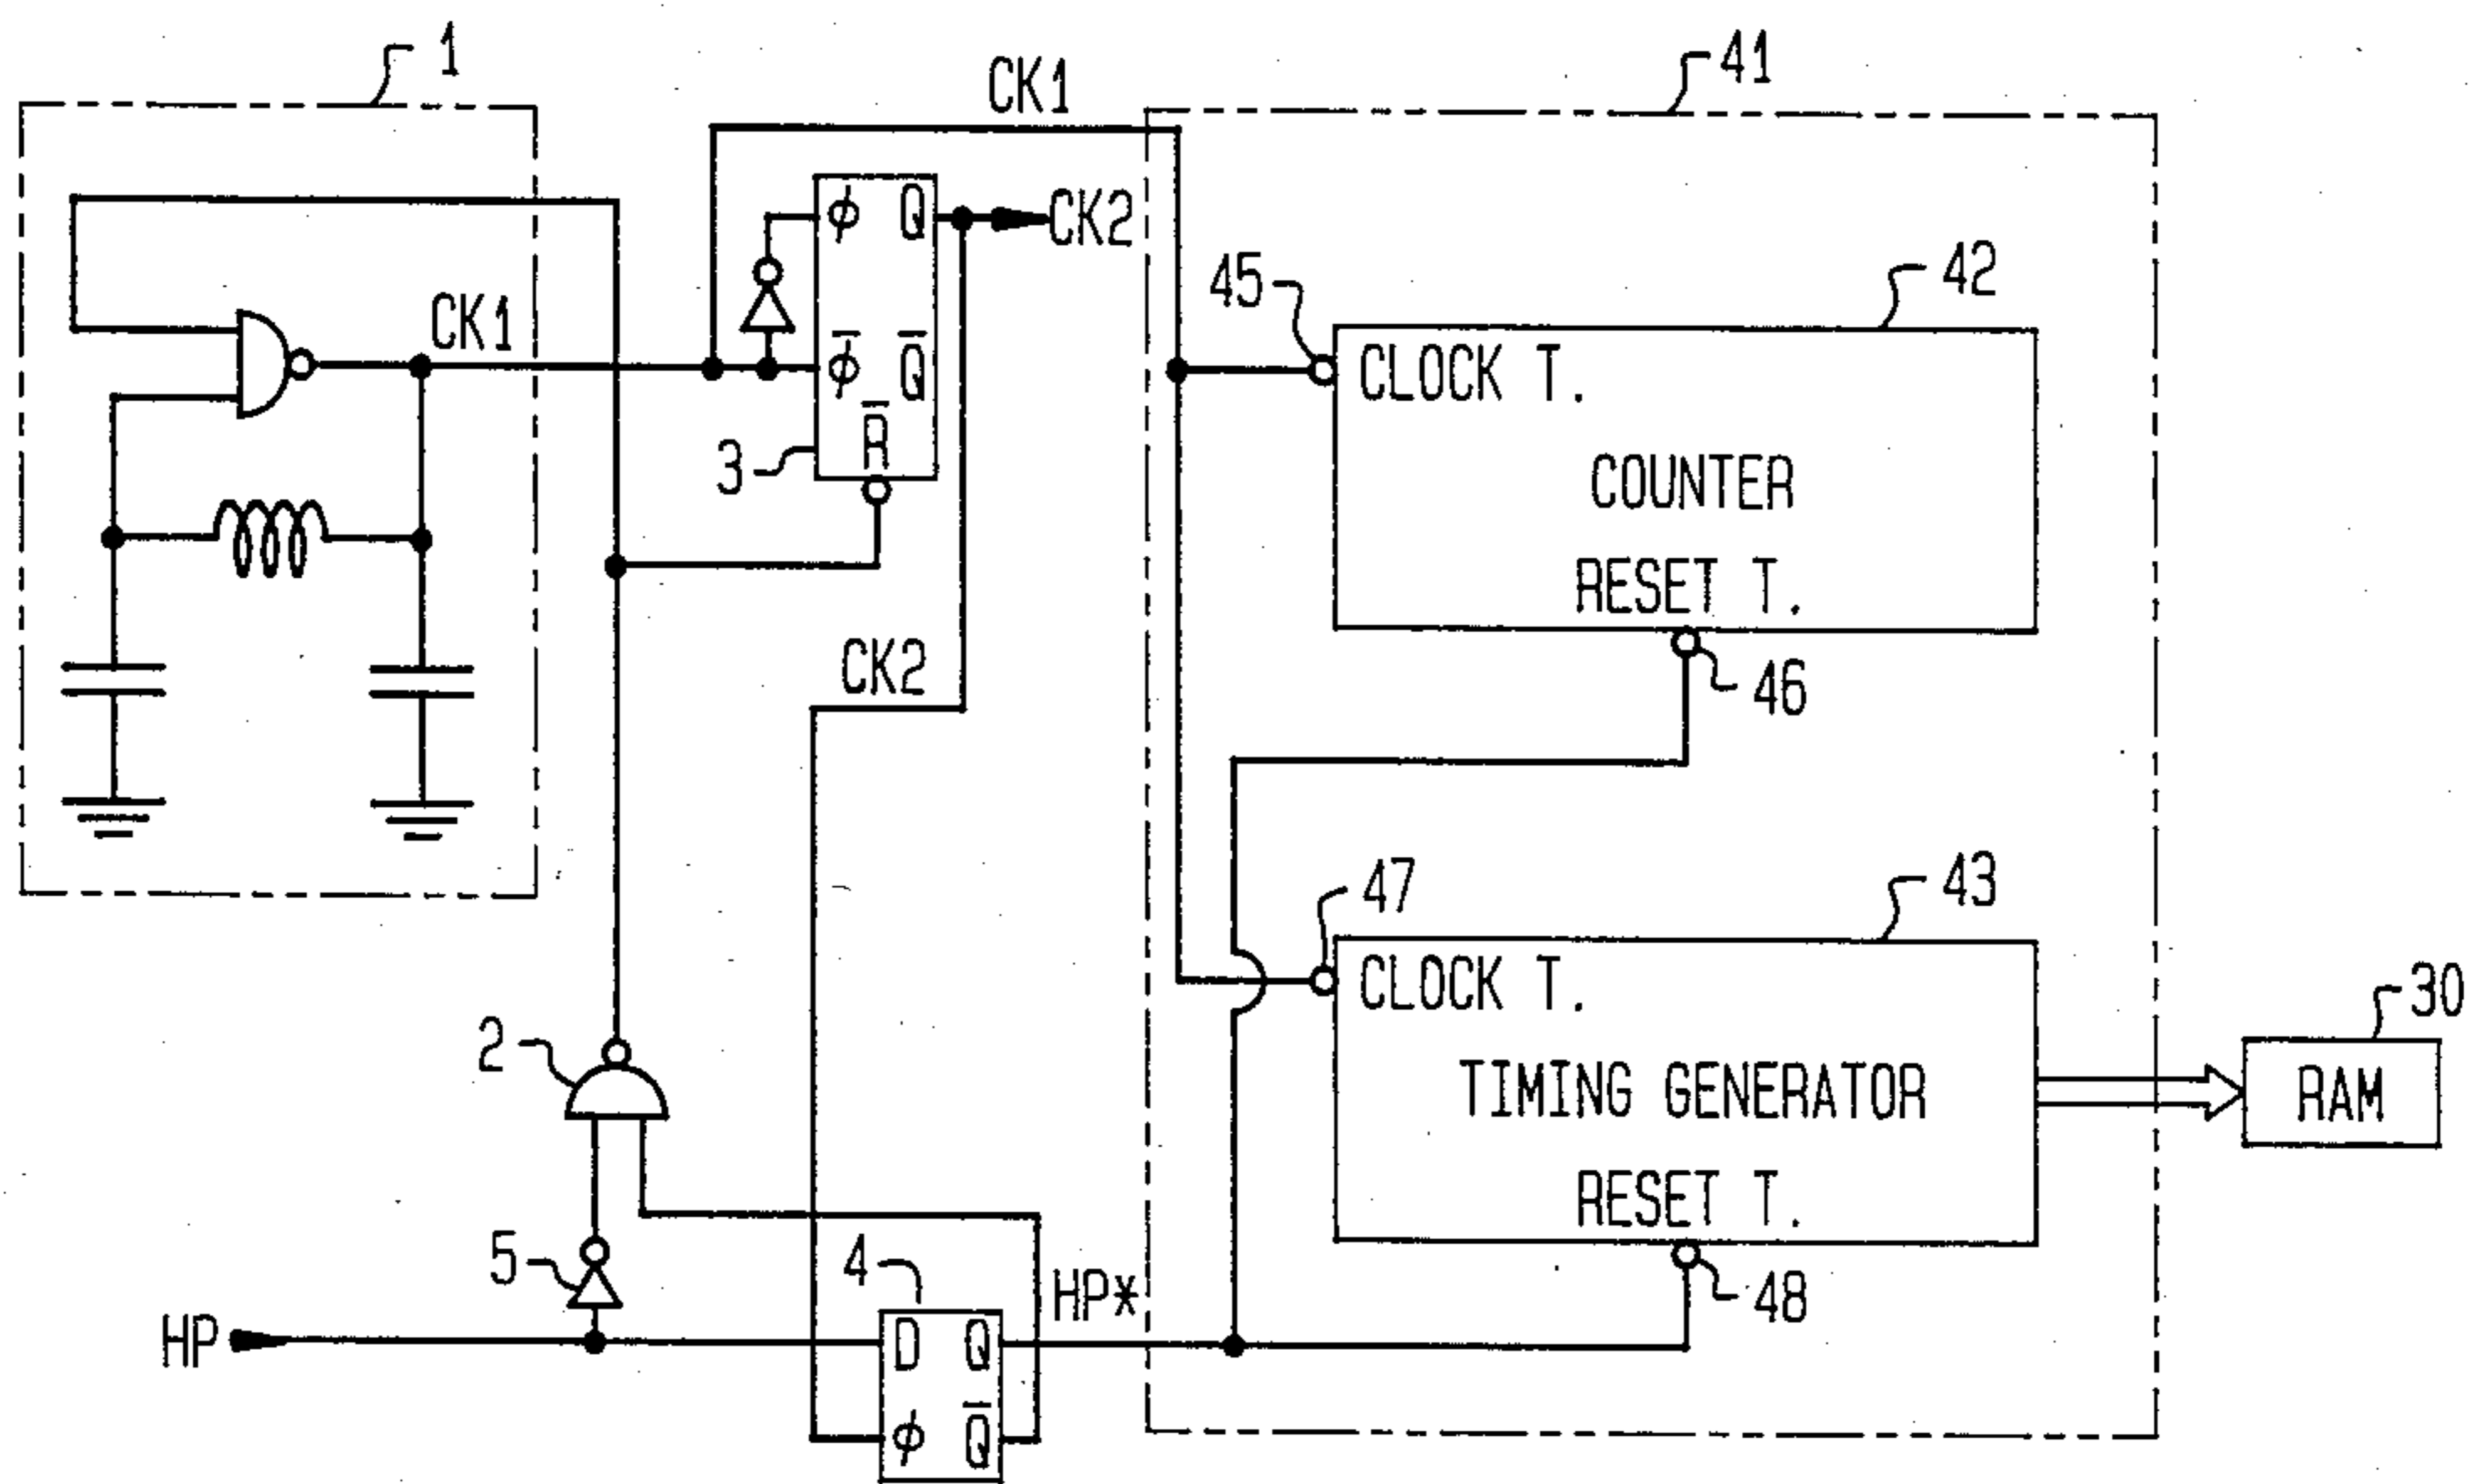 1
41
CK1
Φ Q
CK2
45
42
CK1
CLOCK T.
Φ̅ Q̅
R̅
3
COUNTER
RESET T.
CK2
46
47
43
CLOCK T.
30
2
TIMING GENERATOR
RAM
RESET T.
5
4
HP*
48
HP
D Q
Φ Q̅